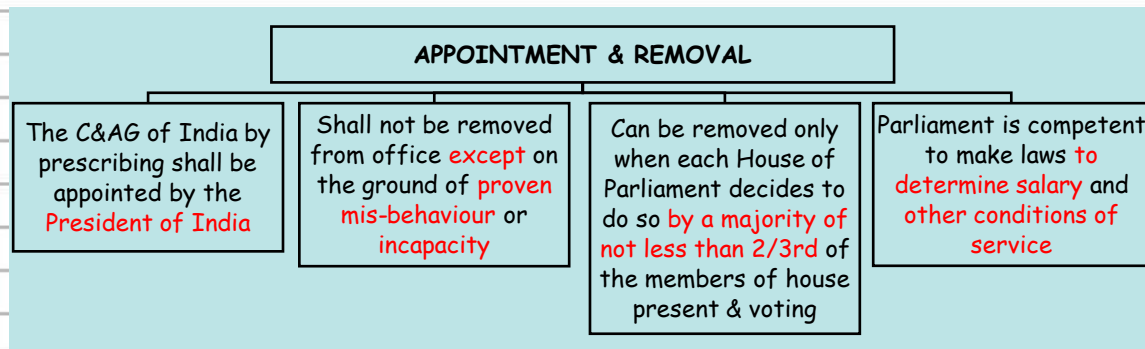 APPOINTMENT & REMOVAL
The C&AG of India by
prescribing shall be
appointed by the
President of India
Shall not be removed
from office except on
the ground of proven
mis-behaviour or
incapacity
Can be removed only
when each House of
Parliament decides to
do so by a majority of
not less than 2/3rd of
the members of house
present & voting
Parliament is competent
to make laws to
determine salary and
other conditions of
service